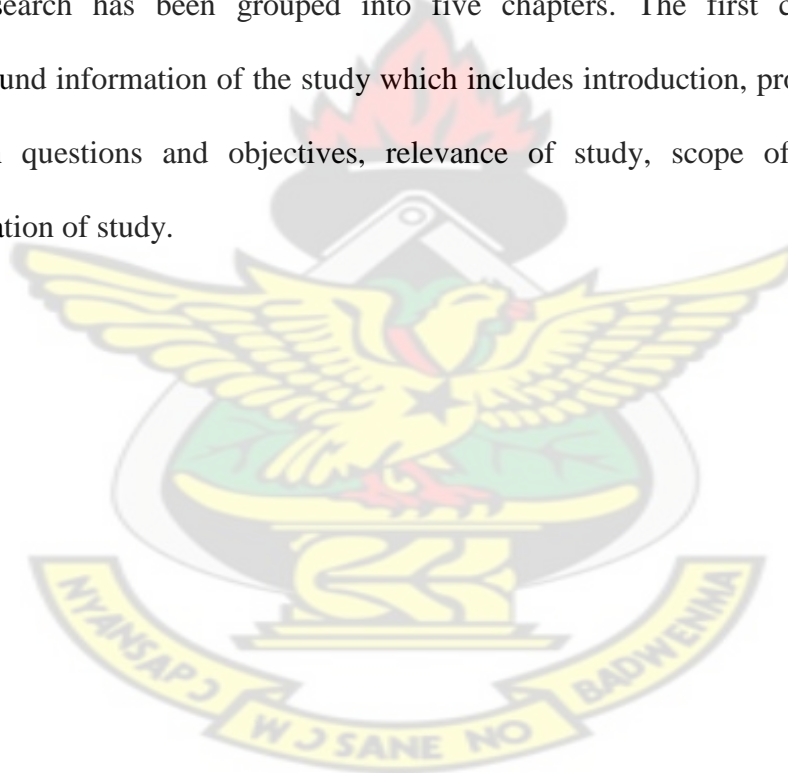 search has been grouped into five chapters. The first c
und information of the study which includes introduction, pro
questions and objectives, relevance of study, scope of
ation of study.
NYANSAPƆ
WƆSANE NO
BADWENMA